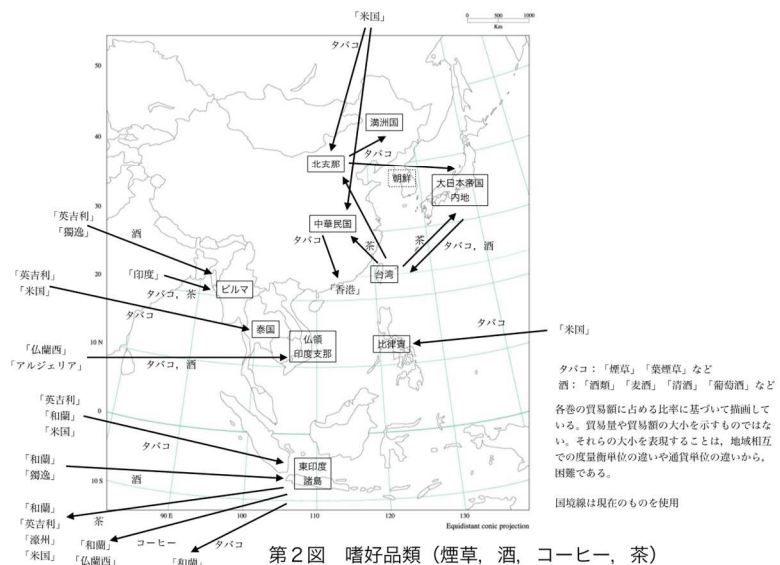 「米国」
0 500 1000
Km
タバコ
50
満洲国
40
タバコ
北支那
朝鮮
大日本帝国
内地
30
中華民国
「英吉利」
「獨逸」
酒
タバコ
茶
茶
タバコ，酒
20
「印度」
台湾
「英吉利」
「米国」
タバコ，茶
ビルマ
「香港」
タバコ
泰国
仏領
印度支那
比律賓
タバコ
「米国」
10 N
「仏蘭西」
「アルジェリア」
タバコ，酒
タバコ：「煙草」「葉煙草」など
酒：「酒類」「麦酒」「清酒」「葡萄酒」など
「英吉利」
「和蘭」
「米国」
0
各巻の貿易額に占める比率に基づいて描画して
いる。貿易量や貿易額の大小を示すものではな
い。それらの大小を表現することは，地域相互
での度量衡単位の違いや通貨単位の違いから，
困難である。
タバコ
「和蘭」
「獨逸」
東印度
諸島
10 S
酒
国境線は現在のものを使用
90 E 100 110 120 130
「和蘭」
「英吉利」
「濠州」
「米国」
茶
Equidistant conic projection
「和蘭」
「仏蘭西」
コーヒー
「和蘭」
タバコ
第２図 嗜好品類（煙草，酒，コーヒー，茶）